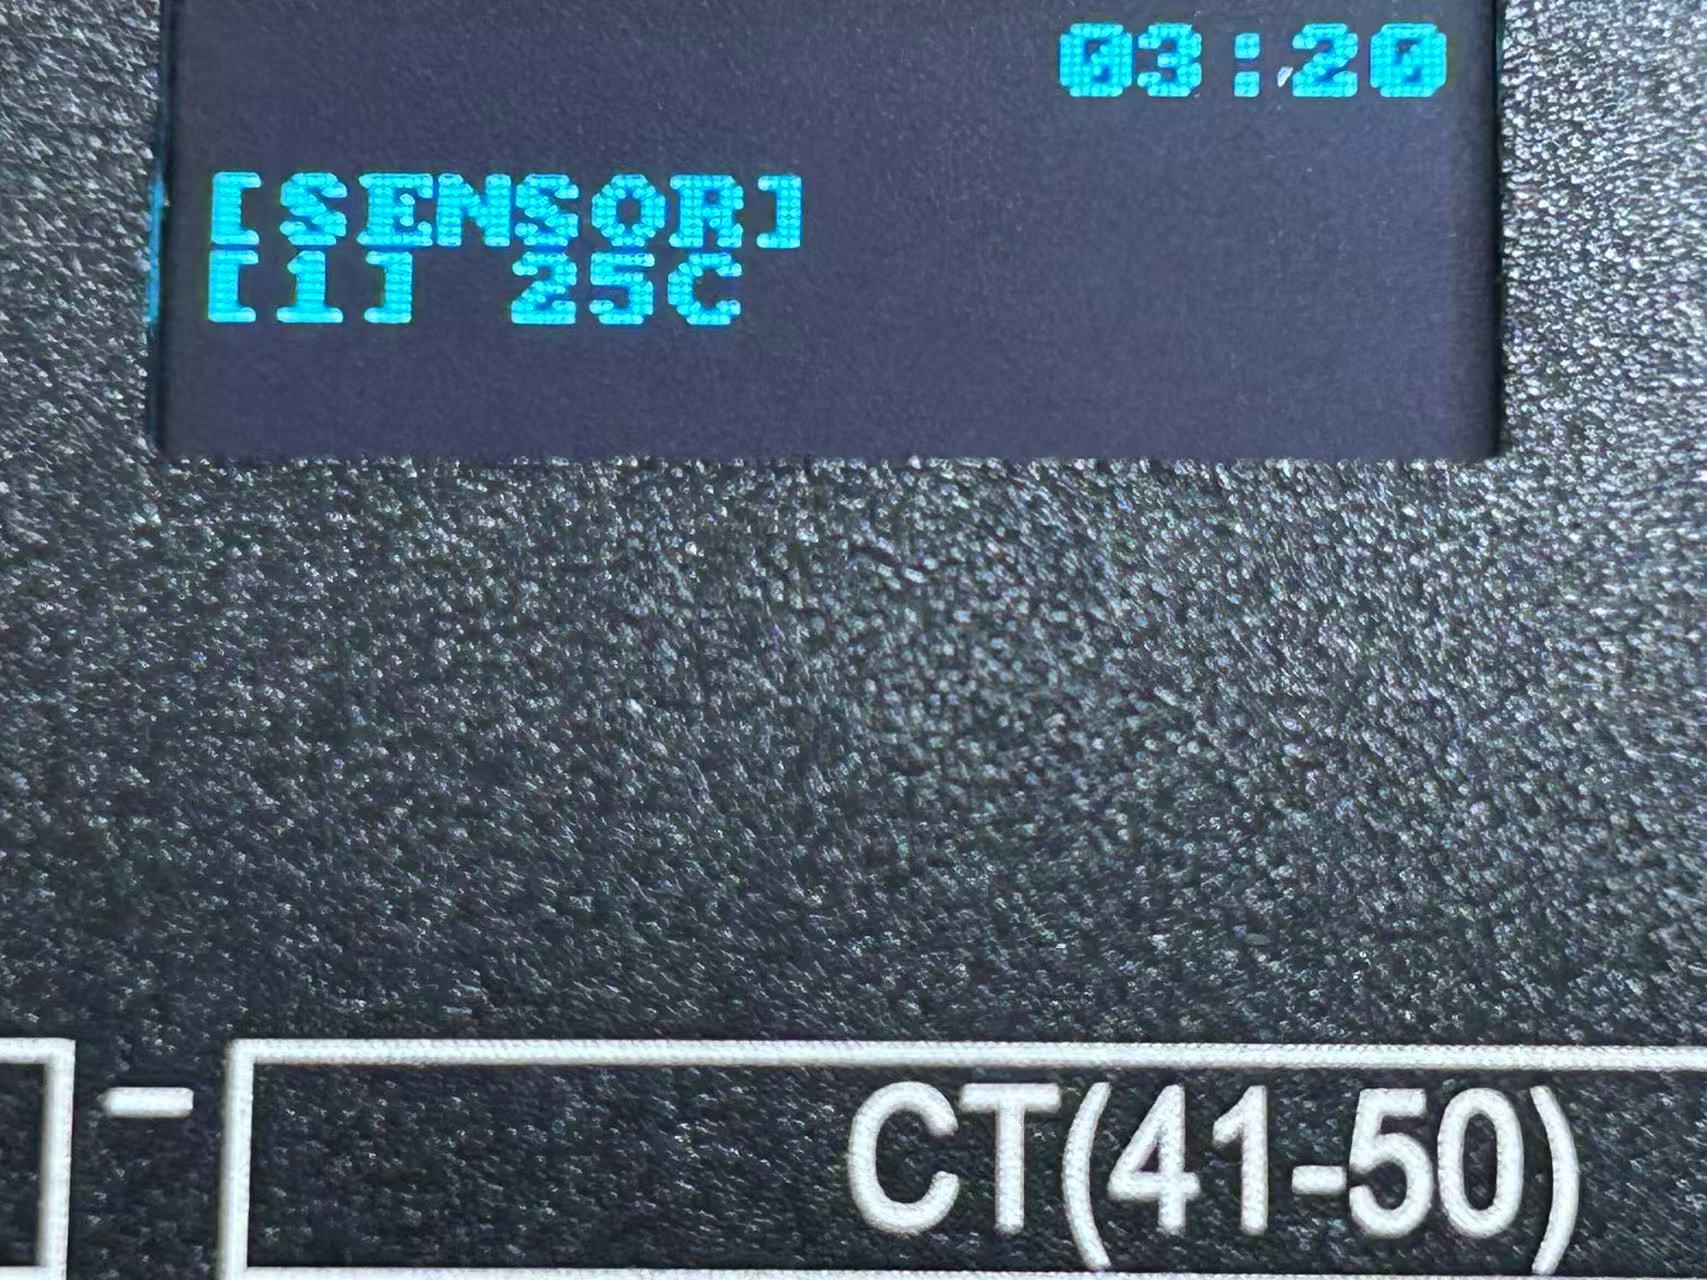 03:20
[SENSOR]
[1] 25C
CT(41-50)